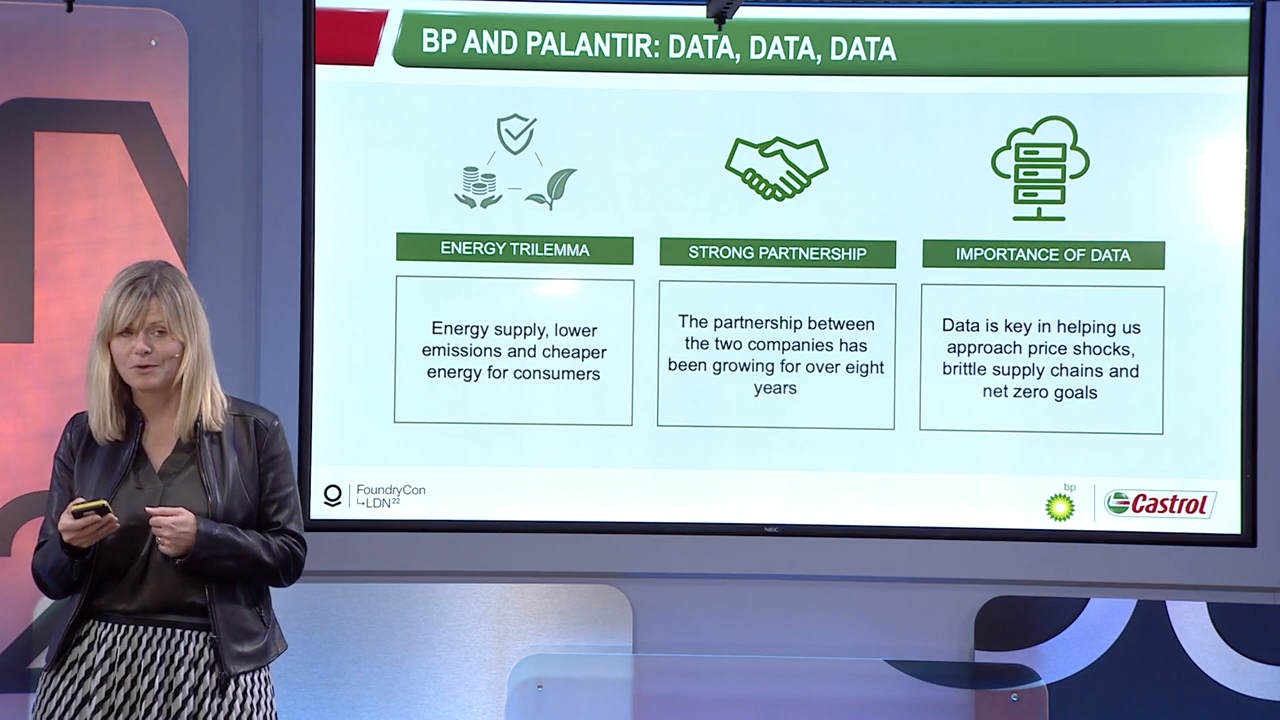 BP AND PALANTIR: DATA, DATA, DATA
ENERGY TRILEMMA
Energy supply, lower
emissions and cheaper
energy for consumers
STRONG PARTNERSHIP
The partnership between
the two companies has
been growing for over eight
years
IMPORTANCE OF DATA
Data is key in helping us
approach price shocks,
brittle supply chains and
net zero goals
FoundryCon
↳LDN22
bp
Castrol
NEC